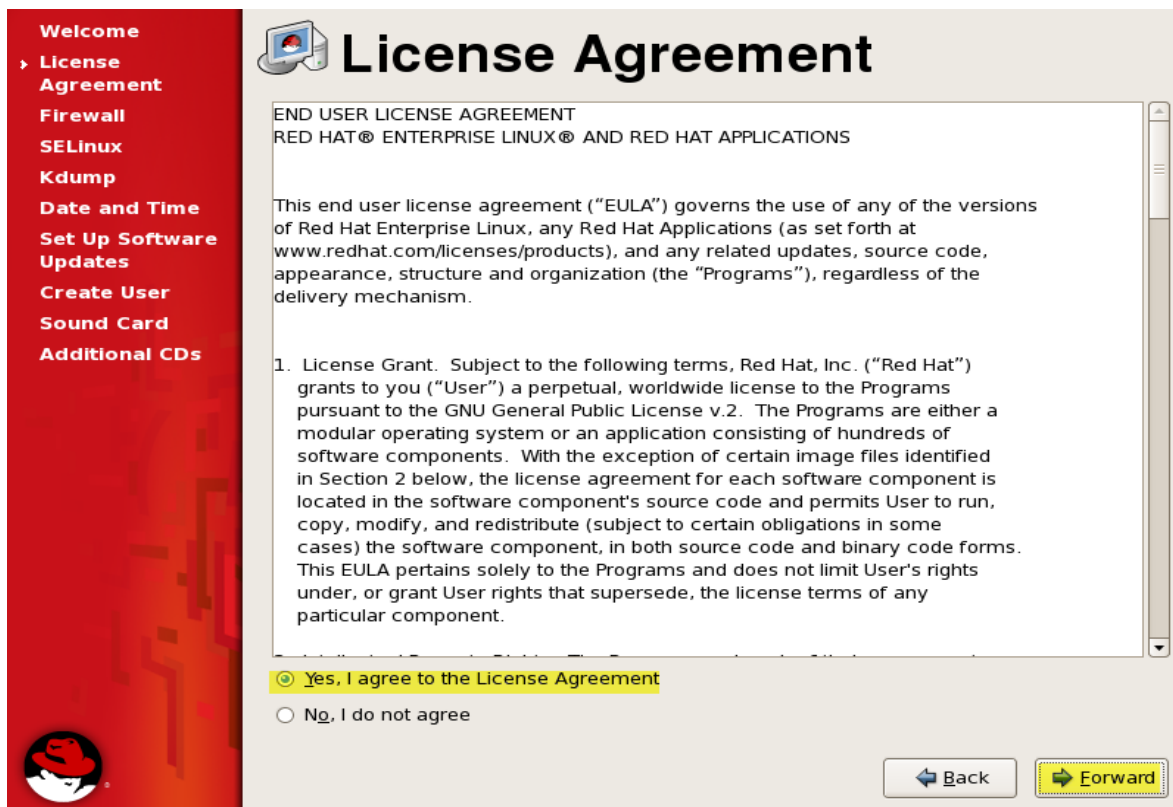 Welcome
License
Agreement
Firewall
SELinux
Kdump
Date and Time
Set Up Software
Updates
Create User
Sound Card
Additional CDs
License Agreement
END USER LICENSE AGREEMENT
RED HAT® ENTERPRISE LINUX® AND RED HAT APPLICATIONS
This end user license agreement (“EULA”) governs the use of any of the versions
of Red Hat Enterprise Linux, any Red Hat Applications (as set forth at
www.redhat.com/licenses/products), and any related updates, source code,
appearance, structure and organization (the “Programs”), regardless of the
delivery mechanism.
1. License Grant. Subject to the following terms, Red Hat, Inc. (“Red Hat”)
grants to you (“User”) a perpetual, worldwide license to the Programs
pursuant to the GNU General Public License v.2. The Programs are either a
modular operating system or an application consisting of hundreds of
software components. With the exception of certain image files identified
in Section 2 below, the license agreement for each software component is
located in the software component's source code and permits User to run,
copy, modify, and redistribute (subject to certain obligations in some
cases) the software component, in both source code and binary code forms.
This EULA pertains solely to the Programs and does not limit User's rights
under, or grant User rights that supersede, the license terms of any
particular component.
Yes, I agree to the License Agreement
No, I do not agree
Back
Forward